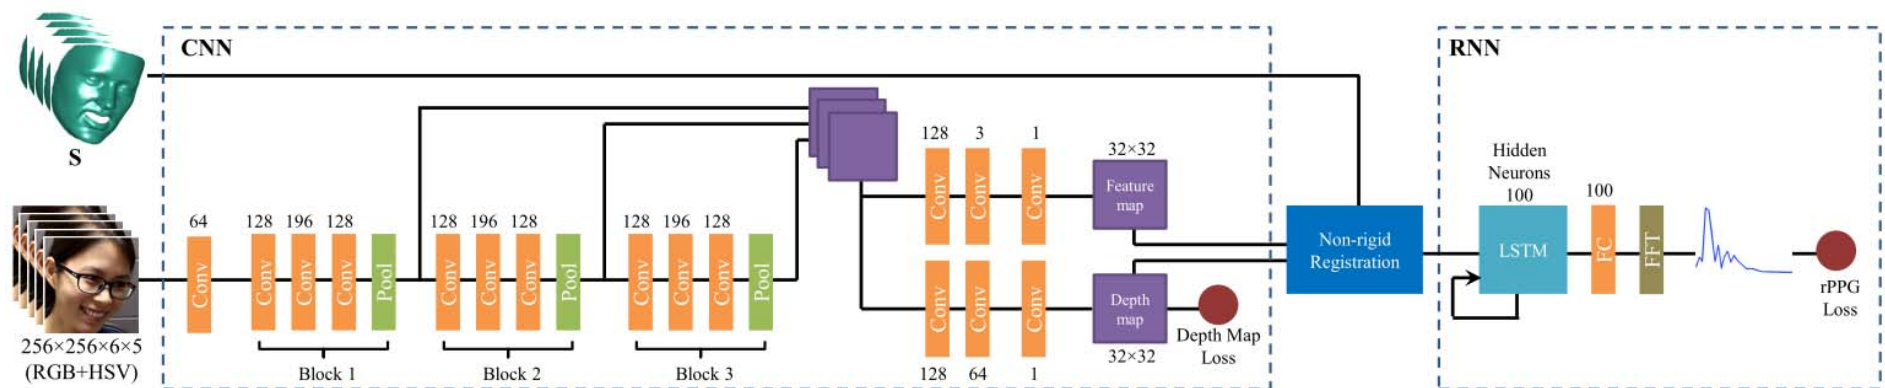 CNN
RNN
S
256×256×6×5
(RGB+HSV)
64
Conv
128 196 128
Conv
Conv
Conv
Pool
Block 1
128 196 128
Conv
Conv
Conv
Pool
Block 2
128 196 128
Conv
Conv
Conv
Pool
Block 3
128 3 1
Conv
Conv
Conv
32×32
Feature
map
Conv
Conv
Conv
128 64 1
Depth
map
32×32
Depth Map
Loss
Non-rigid
Registration
Hidden
Neurons
100
LSTM
100
FC
FFT
rPPG
Loss